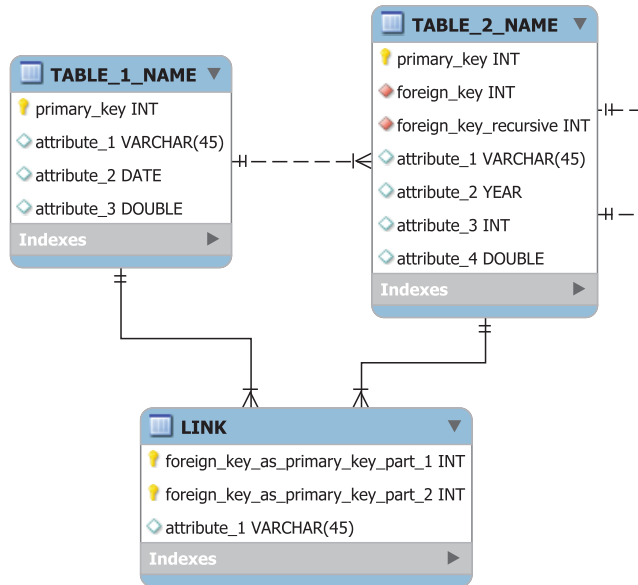 TABLE_1_NAME
primary_key INT
attribute_1 VARCHAR(45)
attribute_2 DATE
attribute_3 DOUBLE
Indexes
TABLE_2_NAME
primary_key INT
foreign_key INT
foreign_key_recursive INT
attribute_1 VARCHAR(45)
attribute_2 YEAR
attribute_3 INT
attribute_4 DOUBLE
Indexes
LINK
foreign_key_as_primary_key_part_1 INT
foreign_key_as_primary_key_part_2 INT
attribute_1 VARCHAR(45)
Indexes